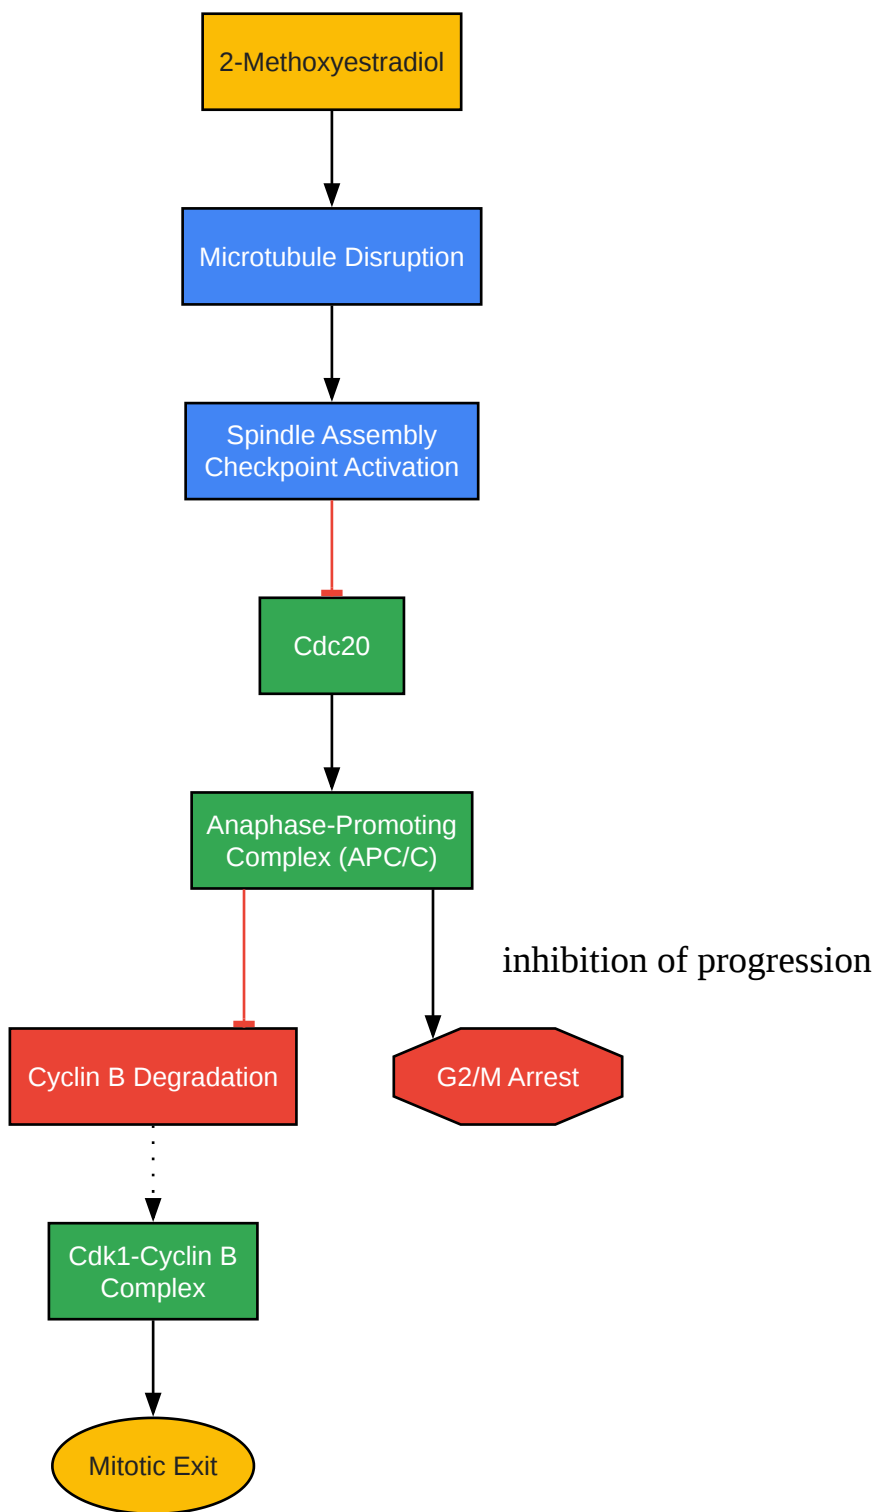 2-Methoxyestradiol
Microtubule Disruption
Spindle Assembly
Checkpoint Activation
Cdc20
Anaphase-Promoting
Complex (APC/C)
inhibition of progression
Cyclin B Degradation
G2/M Arrest
Cdk1-Cyclin B
Complex
Mitotic Exit